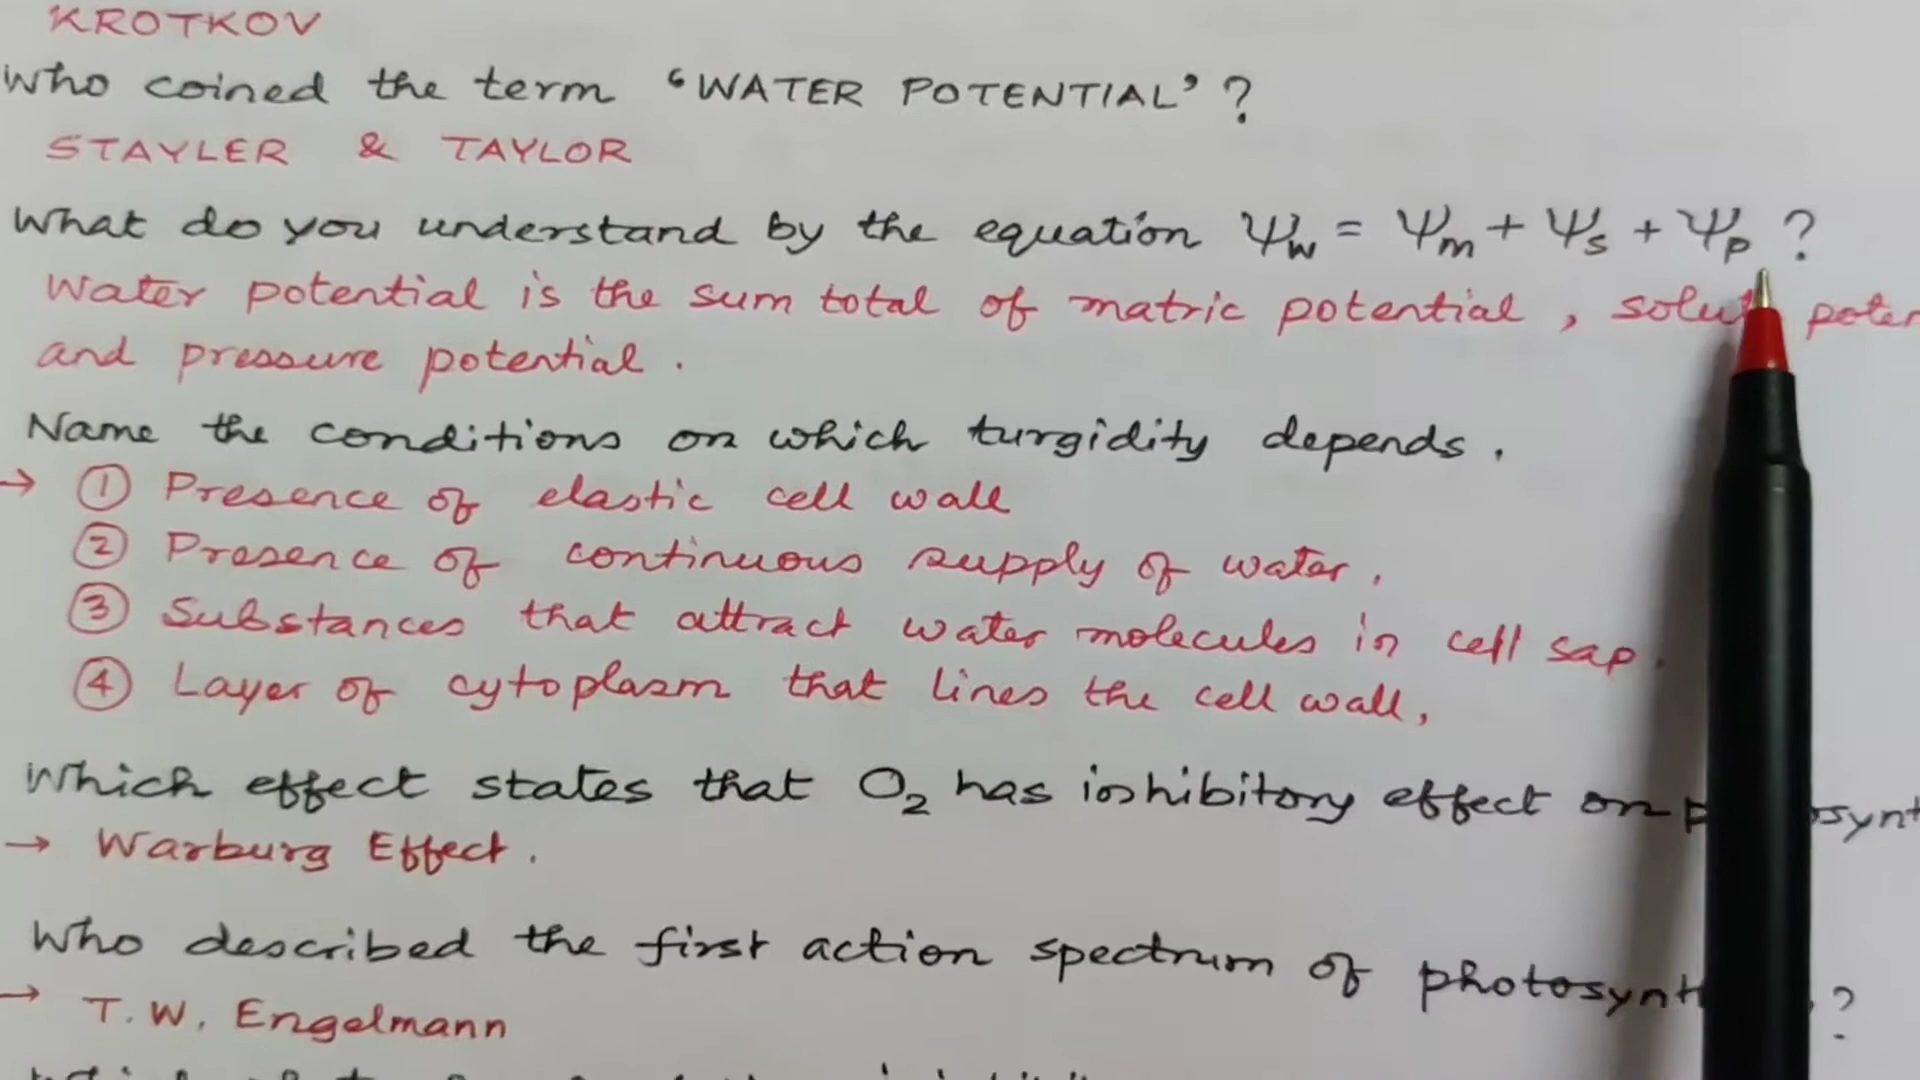 KROTKOV
Who coined the term 'WATER POTENTIAL'?
STAYLER & TAYLOR
What do you understand by the equation Ψw = Ψm + Ψs + Ψp ?
Water potential is the sum total of matric potential,
and pressure potential.
Name the conditions on which turgidity depends.
→ ① Presence of elastic cell wall
② Presence of continuous supply of water.
③ Substances that attract water molecules in cell sap.
④ Layer of cytoplasm that lines the cell wall,
Which effect states that O₂ has inhibitory effect on
→ Warburg Effect.
Who described the first action spectrum of ?
→ T. W. Engelmann